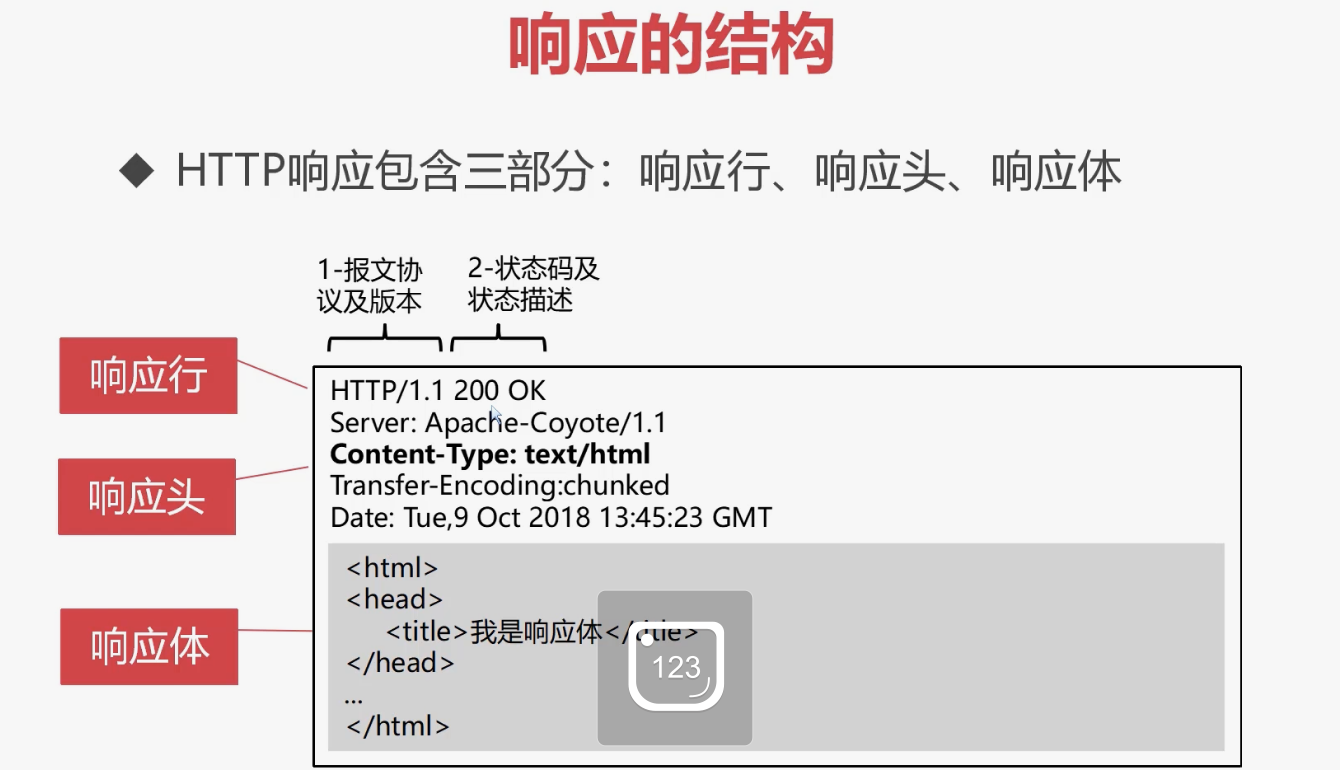 响应的结构
HTTP响应包含三部分：响应行、响应头、响应体
1-报文协
议及版本
2-状态码及
状态描述
响应行
HTTP/1.1 200 OK
Server: Apache-Coyote/1.1
Content-Type: text/html
响应头
Transfer-Encoding:chunked
Date: Tue,9 Oct 2018 13:45:23 GMT
<html>
<head>
<title>我是响应体</title>
响应体
</head>
...
</html>
123